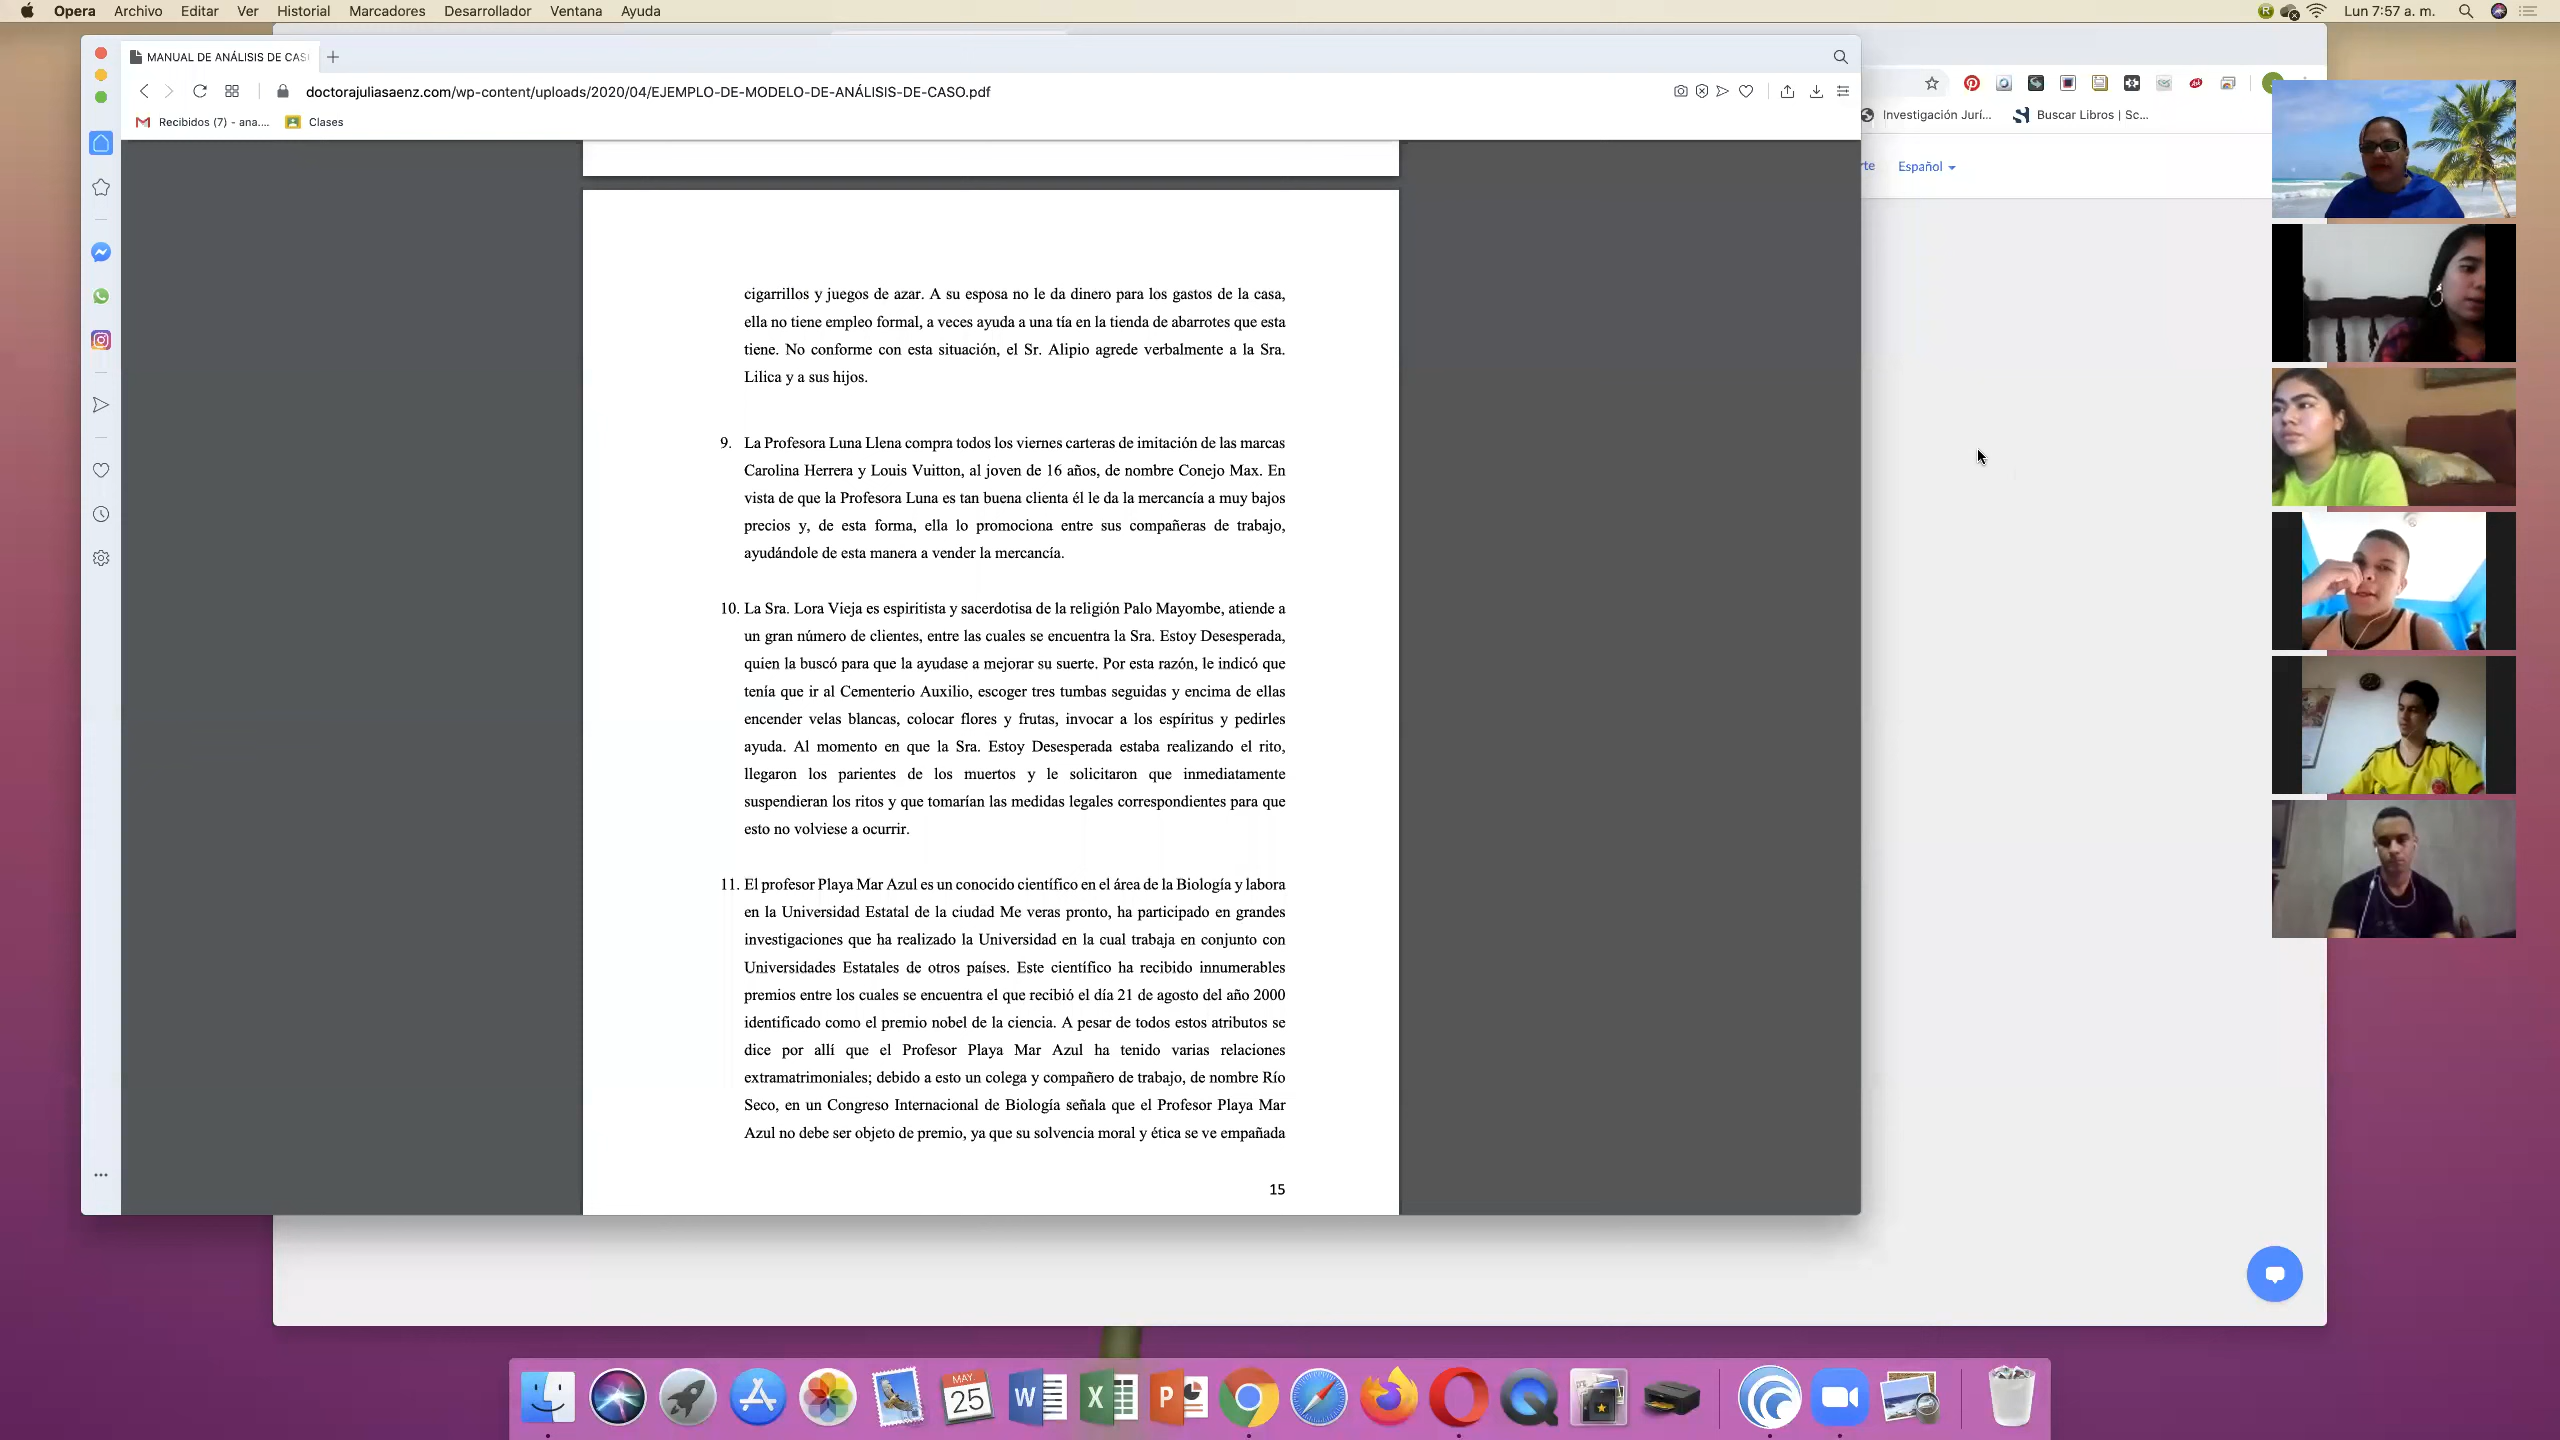 Opera Archivo Editar Ver Historial Marcadores Desarrollador Ventana Ayuda
Lun 7:57 a. m.
MANUAL DE ANÁLISIS DE CAS
doctorajuliasaenz.com/wp-content/uploads/2020/04/EJEMPLO-DE-MODELO-DE-ANÁLISIS-DE-CASO.pdf
Recibidos (7) - ana.... Clases
Investigación Jurí... Buscar Libros | Sc...
rte Español
cigarrillos y juegos de azar. A su esposa no le da dinero para los gastos de la casa,
ella no tiene empleo formal, a veces ayuda a una tía en la tienda de abarrotes que esta
tiene. No conforme con esta situación, el Sr. Alipio agrede verbalmente a la Sra.
Lilica y a sus hijos.
9. La Profesora Luna Llena compra todos los viernes carteras de imitación de las marcas
Carolina Herrera y Louis Vuitton, al joven de 16 años, de nombre Conejo Max. En
vista de que la Profesora Luna es tan buena clienta él le da la mercancía a muy bajos
precios y, de esta forma, ella lo promociona entre sus compañeras de trabajo,
ayudándole de esta manera a vender la mercancía.
10. La Sra. Lora Vieja es espiritista y sacerdotisa de la religión Palo Mayombe, atiende a
un gran número de clientes, entre las cuales se encuentra la Sra. Estoy Desesperada,
quien la buscó para que la ayudase a mejorar su suerte. Por esta razón, le indicó que
tenía que ir al Cementerio Auxilio, escoger tres tumbas seguidas y encima de ellas
encender velas blancas, colocar flores y frutas, invocar a los espíritus y pedirles
ayuda. Al momento en que la Sra. Estoy Desesperada estaba realizando el rito,
llegaron los parientes de los muertos y le solicitaron que inmediatamente
suspendieran los ritos y que tomarían las medidas legales correspondientes para que
esto no volviese a ocurrir.
11. El profesor Playa Mar Azul es un conocido científico en el área de la Biología y labora
en la Universidad Estatal de la ciudad Me veras pronto, ha participado en grandes
investigaciones que ha realizado la Universidad en la cual trabaja en conjunto con
Universidades Estatales de otros países. Este científico ha recibido innumerables
premios entre los cuales se encuentra el que recibió el día 21 de agosto del año 2000
identificado como el premio nobel de la ciencia. A pesar de todos estos atributos se
dice por allí que el Profesor Playa Mar Azul ha tenido varias relaciones
extramatrimoniales; debido a esto un colega y compañero de trabajo, de nombre Río
Seco, en un Congreso Internacional de Biología señala que el Profesor Playa Mar
Azul no debe ser objeto de premio, ya que su solvencia moral y ética se ve empañada
15
MAY.
25